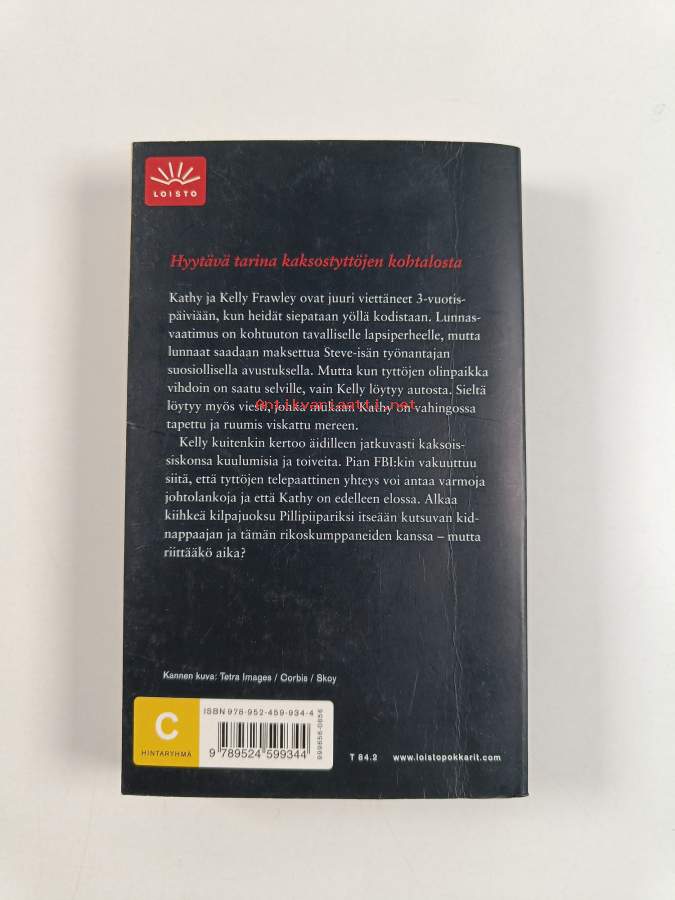 LOISTO
Hyytävä tarina kaksostyttöjen kohtalosta
Kathy ja Kelly Frawley ovat juuri viettäneet 3-vuotis-
päiviään, kun heidät siepataan yöllä kodistaan. Lunnas-
vaatimus on kohtuuton tavalliselle lapsiperheelle, mutta
lunnaat saadaan maksettua Steve-isän työnantajan
suosiollisella avustuksella. Mutta kun tyttöjen olinpaikka
vihdoin on saatu selville, vain Kelly löytyy autosta. Sieltä
löytyy myös viesti, jonka mukaan Kathy on vahingossa
Antikvariaatti.net
tapettu ja ruumis viskattu mereen.
Kelly kuitenkin kertoo äidilleen jatkuvasti kaksois-
siskonsa kuulumisia ja toiveita. Pian FBI:kin vakuuttuu
siitä, että tyttöjen telepaattinen yhteys voi antaa varmoja
johtolankoja ja että Kathy on edelleen elossa. Alkaa
kiihkeä kilpajuoksu Pillipiipariksi itseään kutsuvan kid-
nappaajan ja tämän rikoskumppaneiden kanssa – mutta
riittääkö aika?
Kannen kuva: Tetra Images / Corbis / Skoy
C
HINTARYHMÄ
ISBN 978-952-459-934-4
9 789524 599344
999656-0856
T 84.2 www.loistopokkarit.com